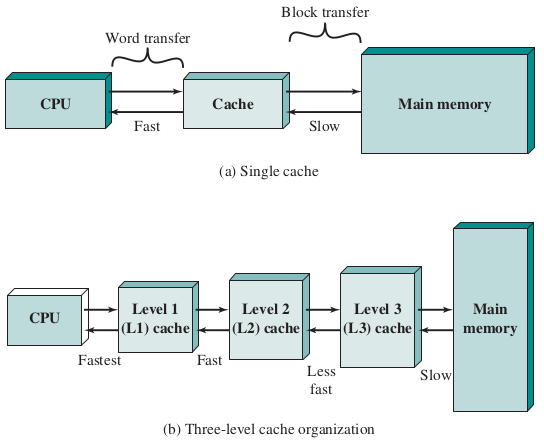 Block transfer
Word transfer
CPU
Cache
Main memory
Fast
Slow
(a) Single cache
CPU
Level 1
(L1) cache
Level 2
(L2) cache
Level 3
(L3) cache
Main
memory
Fastest
Fast
Less
fast
Slow
(b) Three-level cache organization